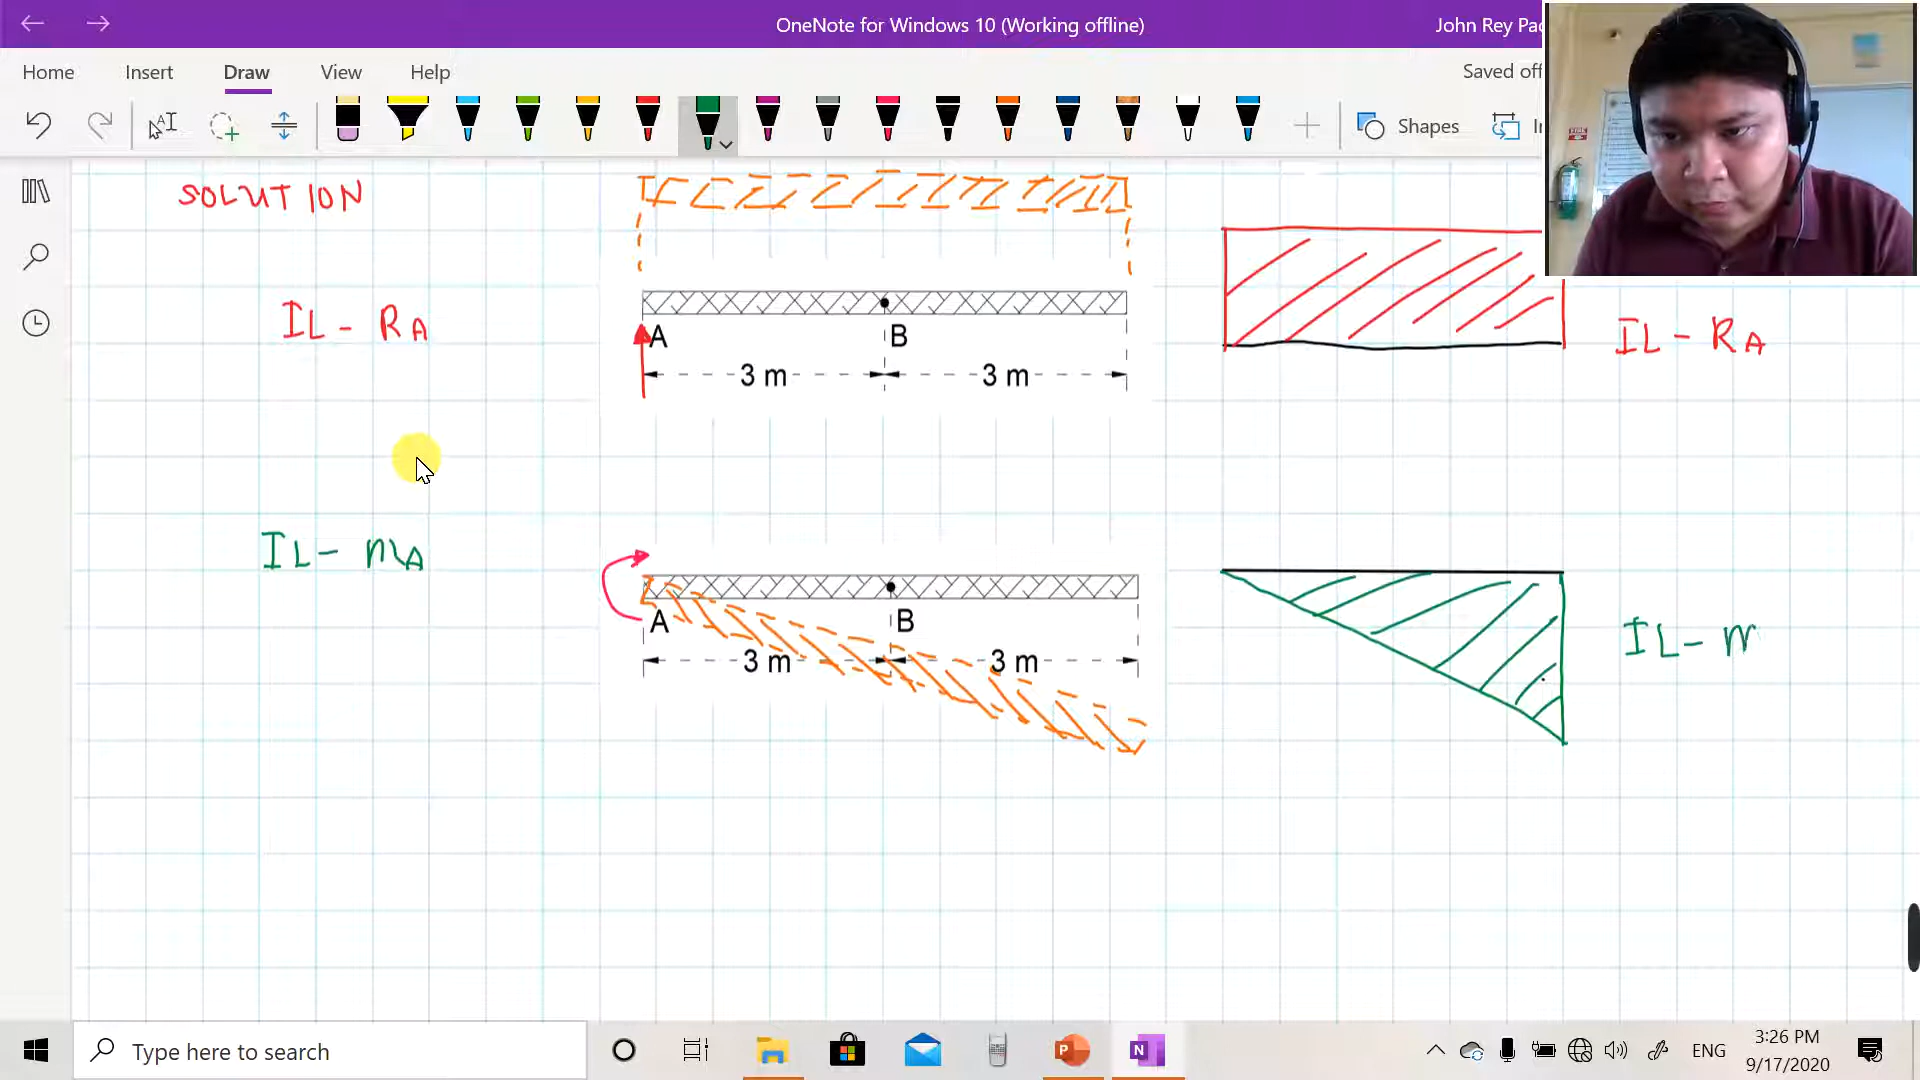 OneNote for Windows 10 (Working offline)
John Rey
Home
Insert
Draw
View
Help
Saved
Shapes
SOLUTION
IL - RA
A
B
3 m
3 m
IL - RA
IL - MA
A
B
3 m
3 m
IL - M
Type here to search
ENG
3:26 PM
9/17/2020